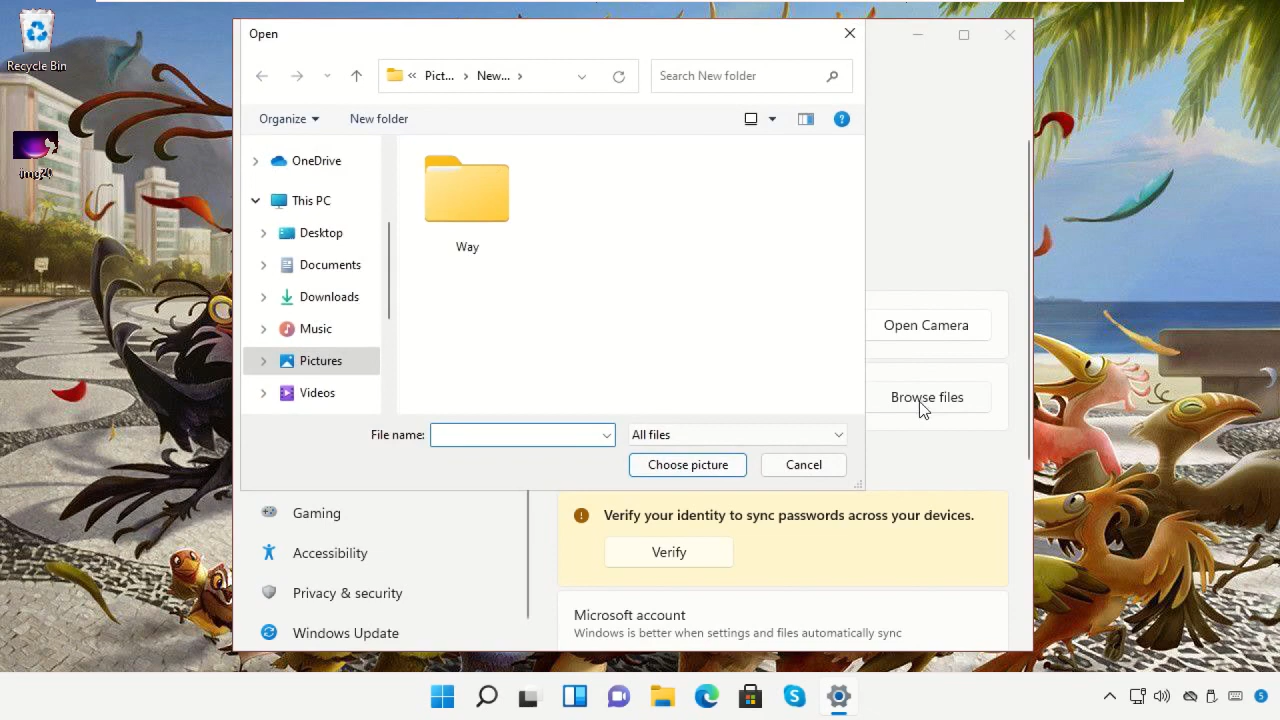 Recycle Bin
img20
Open
Pict... New...
Search New folder
Organize
New folder
OneDrive
This PC
Desktop
Documents
Downloads
Music
Pictures
Videos
Way
File name:
All files
Choose picture
Cancel
Open Camera
Browse files
Gaming
Accessibility
Privacy & security
Windows Update
Verify your identity to sync passwords across your devices.
Verify
Microsoft account
Windows is better when settings and files automatically sync
5